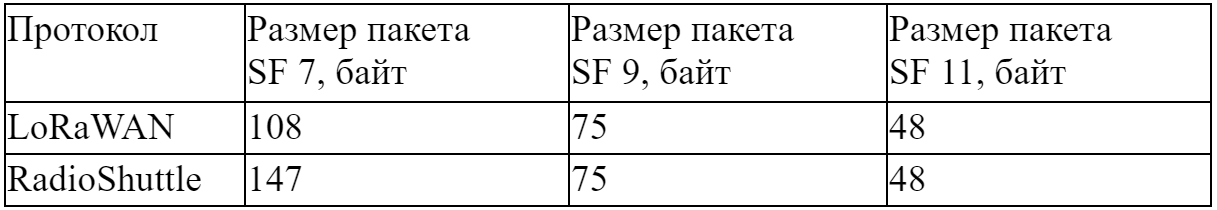 Протокол Размер пакета Размер пакета Размер пакета
SF 7, байт SF 9, байт SF 11, байт
LoRaWAN 108 75 48
RadioShuttle 147 75 48